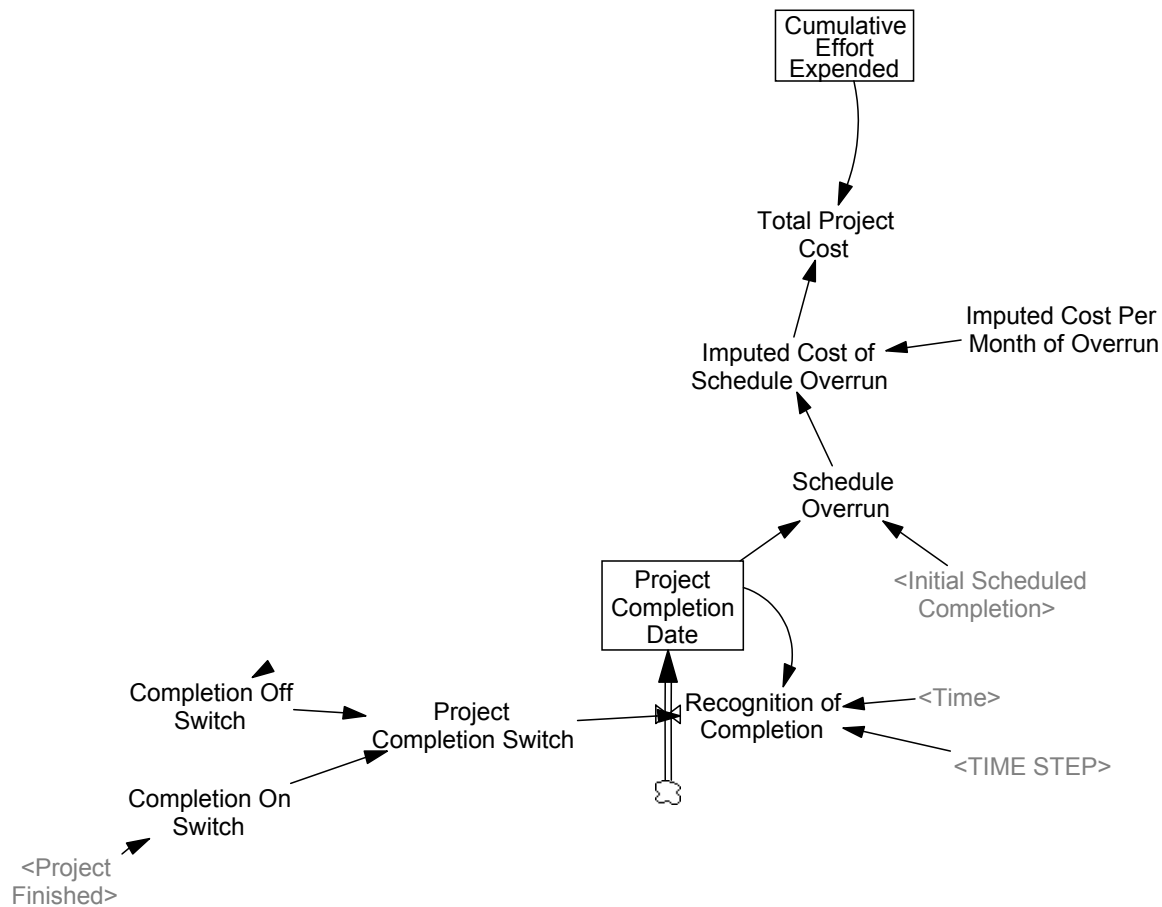 Cumulative
Effort
Expended
Total Project
Cost
Imputed Cost Per
Month of Overrun
Imputed Cost of
Schedule Overrun
Schedule
Overrun
Project
Completion
Date
<Initial Scheduled
Completion>
Completion Off
Switch
Project
Completion Switch
Recognition of
Completion
<Time>
<TIME STEP>
Completion On
Switch
<Project
Finished>